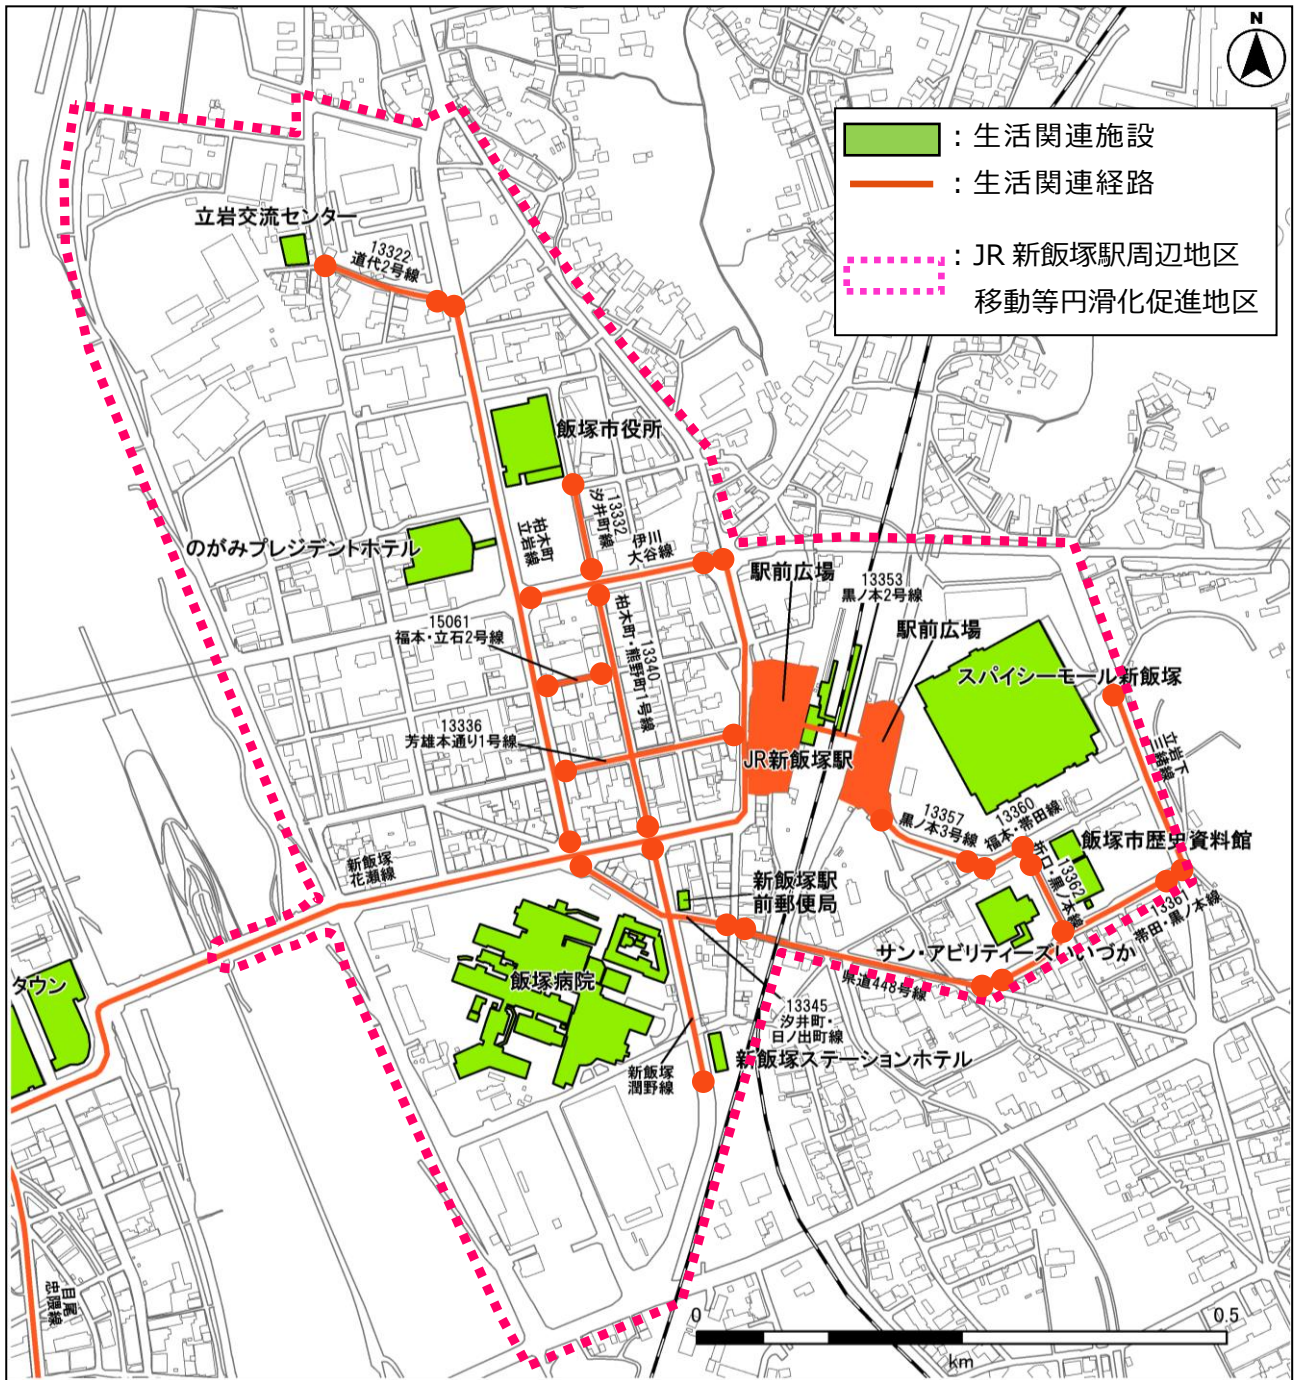 N
：生活関連施設
：生活関連経路
：JR 新飯塚駅周辺地区
移動等円滑化促進地区
立岩交流センター
13322
道代2号線
飯塚市役所
13332
汐井町線
柏木町
立岩線
伊川
大谷線
のがみプレジデントホテル
駅前広場
13353
黒ノ本2号線
駅前広場
15061
福本・立石2号線
13340
柏木町・熊野町1号線
スパイシーモール新飯塚
13336
芳雄本通り1号線
JR新飯塚駅
立岩下
三緒線
13357
黒ノ本3号線
13360
福本・帯田線
飯塚市歴史資料館
13362
折口・黒ノ本線
13361
帯田・黒ノ本線
新飯塚
花瀬線
新飯塚駅
前郵便局
サン・アビリティーズいいづか
県道448号線
飯塚病院
タウン
13345
汐井町・
日ノ出町線
新飯塚ステーションホテル
新飯塚
潤野線
目尾
忠隈線
0
0.5
km